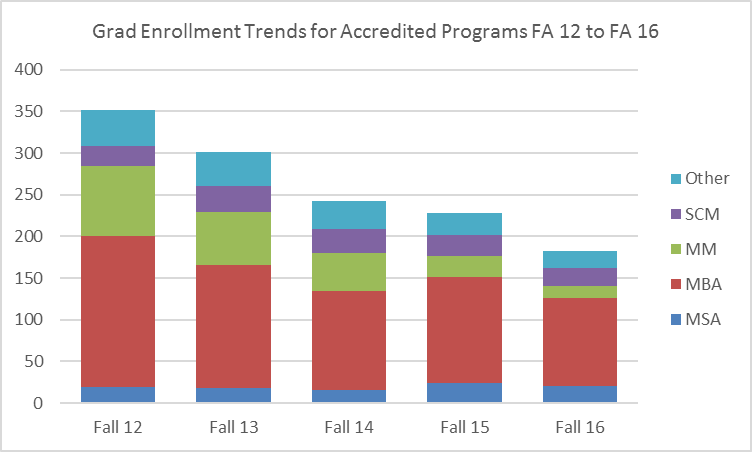 Grad Enrollment Trends for Accredited Programs FA 12 to FA 16
400
350
300
250
200
150
100
50
0
Fall 12 Fall 13 Fall 14 Fall 15 Fall 16
Other
SCM
MM
MBA
MSA